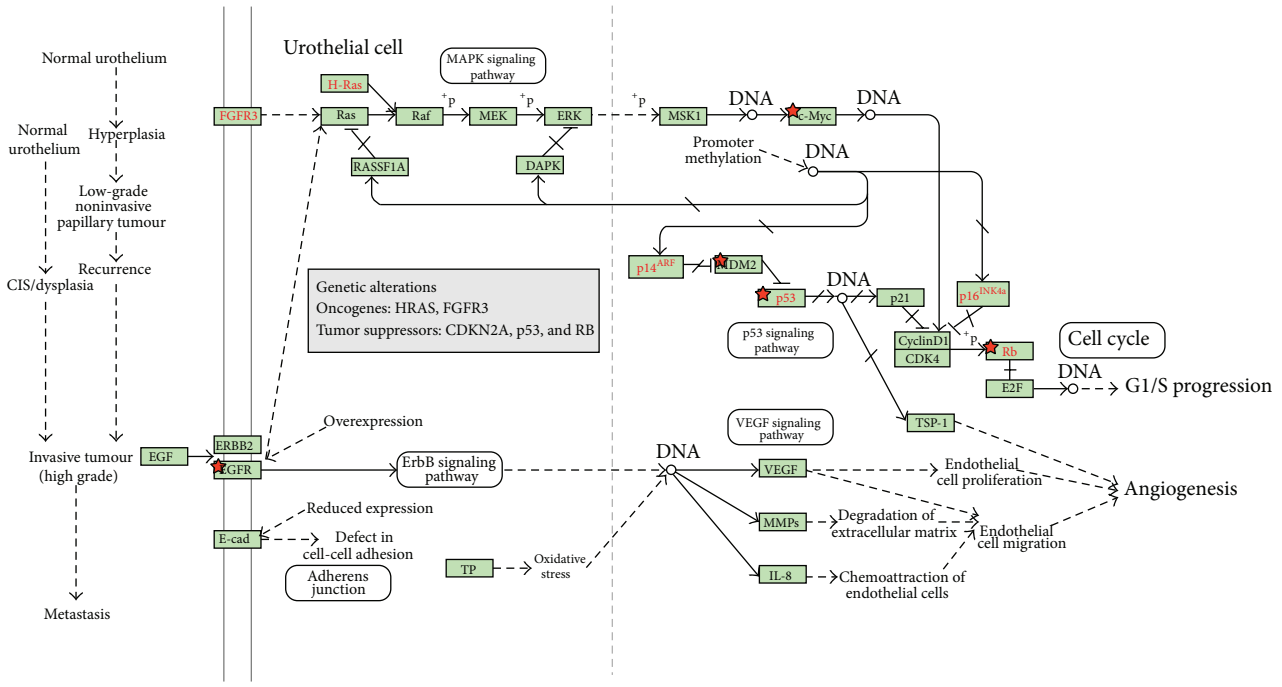 Urothelial cell
Normal urothelium
Normal
urothelium
Hyperplasia
Low-grade
noninvasive
papillary tumour
Recurrence
CIS/dysplasia
Invasive tumour
(high grade)
Metastasis
MAPK signaling
pathway
H-Ras
FGFR3
Ras
Raf
+p
MEK
+p
ERK
+p
MSK1
DNA
c-Myc
DNA
RASSF1A
DAPK
Promoter
methylation
DNA
p14ARF
MDM2
p53
DNA
p21
p16INK4a
Genetic alterations
Oncogenes: HRAS, FGFR3
Tumor suppressors: CDKN2A, p53, and RB
p53 signaling
pathway
CyclinD1
CDK4
+p
Rb
Cell cycle
E2F
DNA
G1/S progression
TSP-1
EGF
ERBB2
EGFR
Overexpression
ErbB signaling
pathway
DNA
VEGF signaling
pathway
VEGF
Endothelial
cell proliferation
Angiogenesis
MMPs
Degradation of
extracellular matrix
Endothelial
cell migration
IL-8
Chemoattraction of
endothelial cells
Reduced expression
E-cad
Defect in
cell-cell adhesion
Adherens
junction
TP
Oxidative
stress